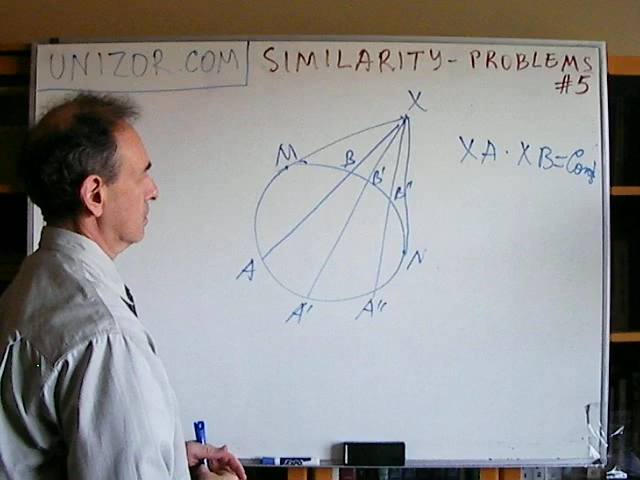 UNIZOR.COM SIMILARITY - PROBLEMS
#5
X
XA · XB = Const
M B B' B"
A N
A' A"